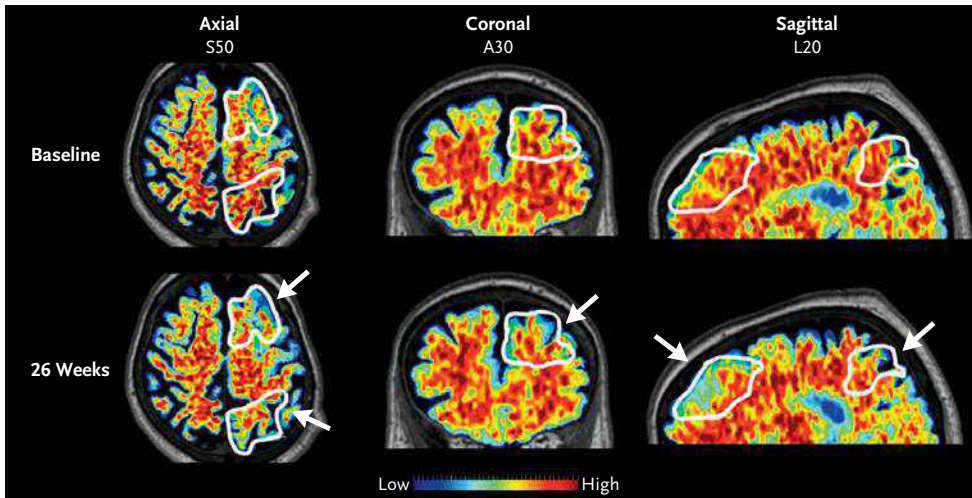 Axial
S50
Coronal
A30
Sagittal
L20
Baseline
26 Weeks
Low High